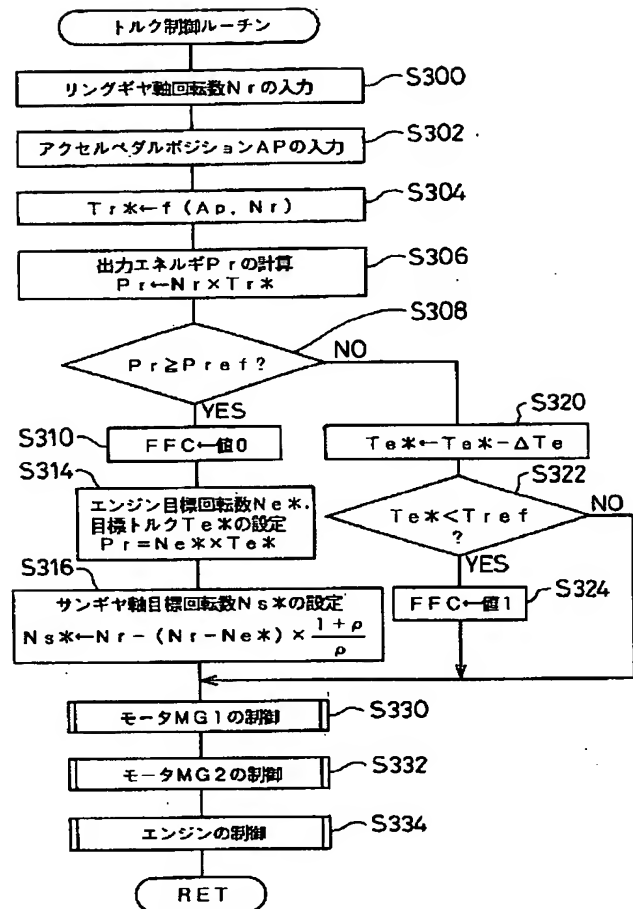 トルク制御ルーチン
リングギヤ軸回転数Nrの入力
S300
アクセルペダルポジションAPの入力
S302
Tr*←f(Ap, Nr)
S304
出力エネルギPrの計算
Pr←Nr×Tr*
S306
Pr≧Pref?
S308
NO
YES
S310
FFC←値0
S314
エンジン目標回転数Ne*,
目標トルクTe*の設定
Pr=Ne*×Te*
S316
サンギヤ軸目標回転数Ns*の設定
Ns*←Nr-(Nr-Ne*)×1+ρ/ρ
S320
Te*←Te*-ΔTe
S322
Te*<Tref
?
NO
YES
FFC←値1
S324
モータMG1の制御
S330
モータMG2の制御
S332
エンジンの制御
S334
RET